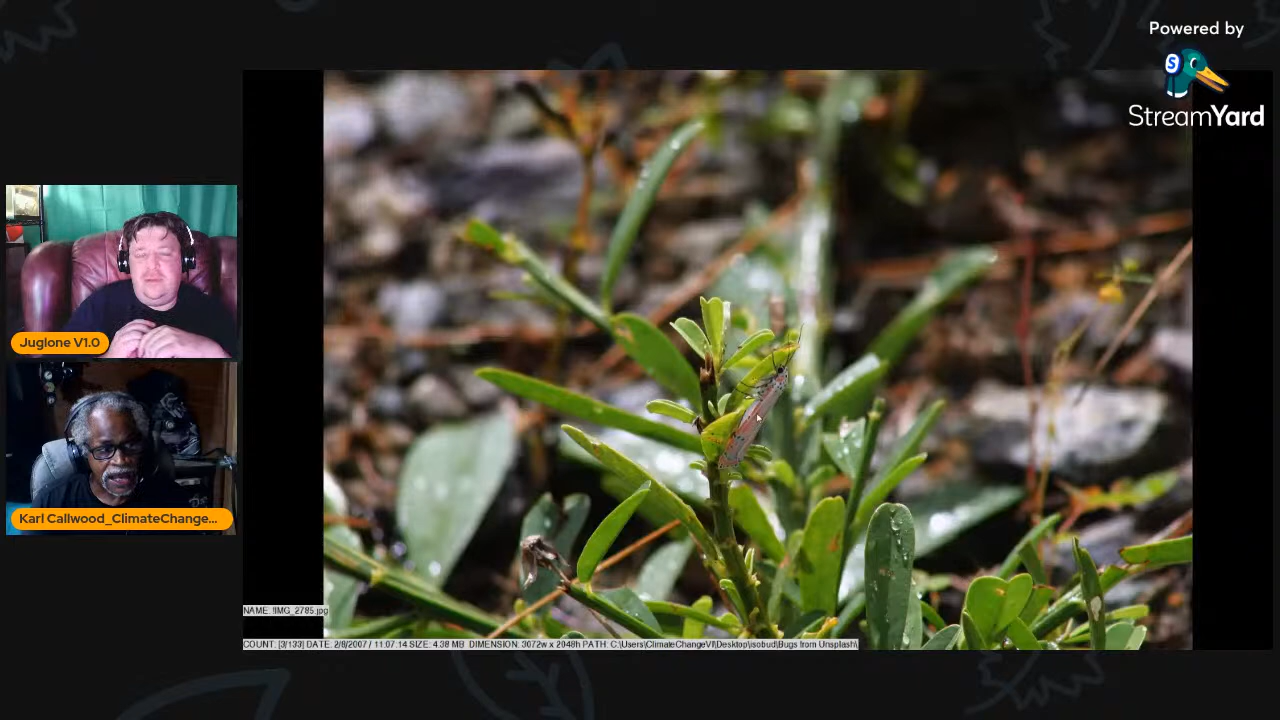 Powered by
S
StreamYard
Juglone V1.0
Karl Callwood_ClimateChange...
NAME: !IMG_2785.jpg
COUNT: [3/133] DATE: 2/8/2007 / 11:07:14 SIZE: 4.38 MB DIMENSION: 3072w x 2048h PATH: C:\Users\ClimateChangeVI\Desktop\isobud\Bugs from Unsplash\